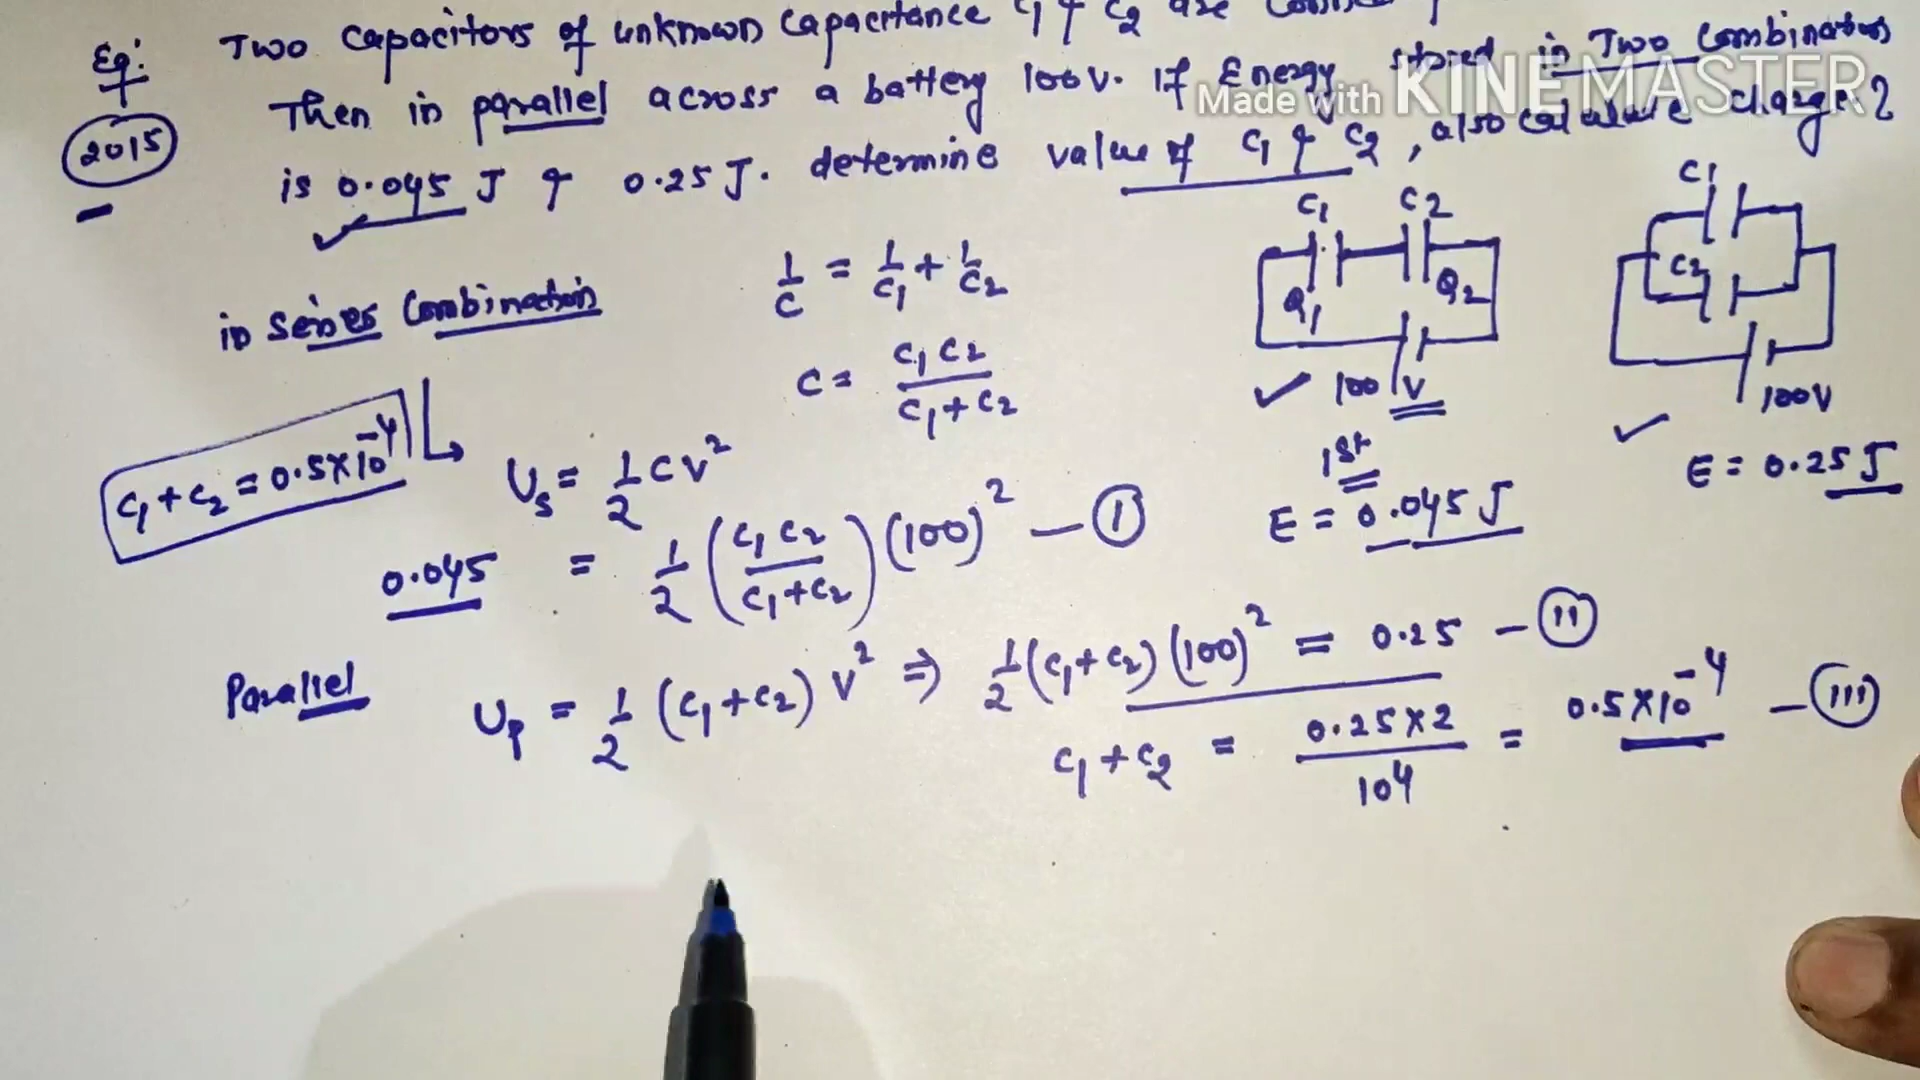 Eg: Two capacitors of unknown capacitance C1 & C2 are
Then in parallel across a battery 100V. If Energy stored in Two combinations
2015
is 0.045 J & 0.25 J. determine value of C1 & C2, also calculate charge?
Made with KINEMASTER
in series combination
1/C = 1/C1 + 1/C2
C = C1 C2 / C1 + C2
C1 + C2 = 0.5×10^-4
Us = 1/2 CV^2
0.045 = 1/2 (C1 C2 / C1+C2) (100)^2 — I
Parallel
Up = 1/2 (C1+C2) V^2 ⇒ 1/2 (C1+C2) (100)^2 = 0.25 — II
C1 + C2 = 0.25×2 / 10^4 = 0.5×10^-4 — III
C1 C2
Q1 Q2
100 V
1st
E = 0.045 J
C1
C2
100V
E = 0.25 J